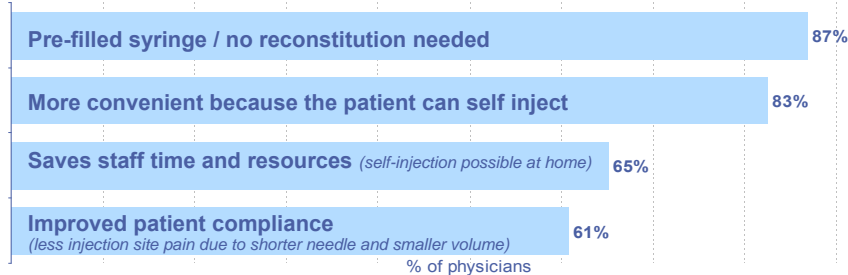 Pre-filled syringe / no reconstitution needed 87%
More convenient because the patient can self inject 83%
Saves staff time and resources (self-injection possible at home) 65%
Improved patient compliance
(less injection site pain due to shorter needle and smaller volume) 61%
% of physicians